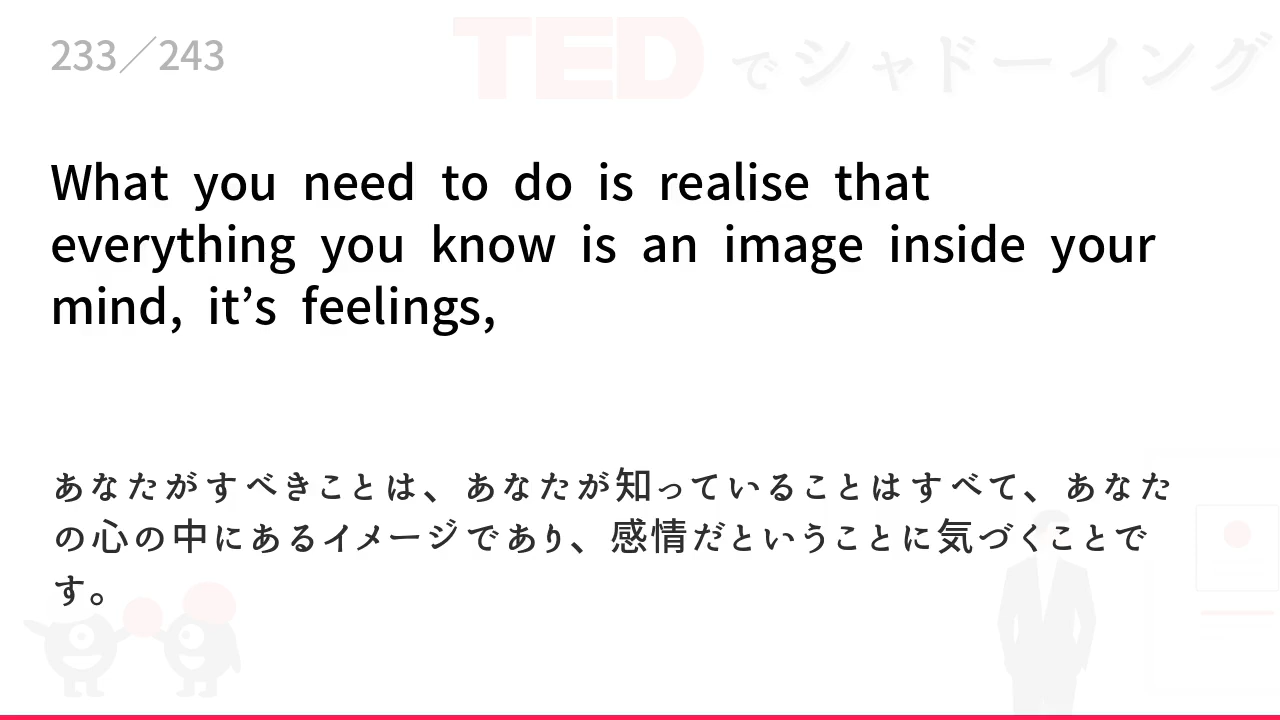 233／243
TEDでシャドーイング
What you need to do is realise that
everything you know is an image inside your
mind, it’s feelings,
あなたがすべきことは、あなたが知っていることはすべて、あなた
の心の中にあるイメージであり、感情だということに気づくことで
す。